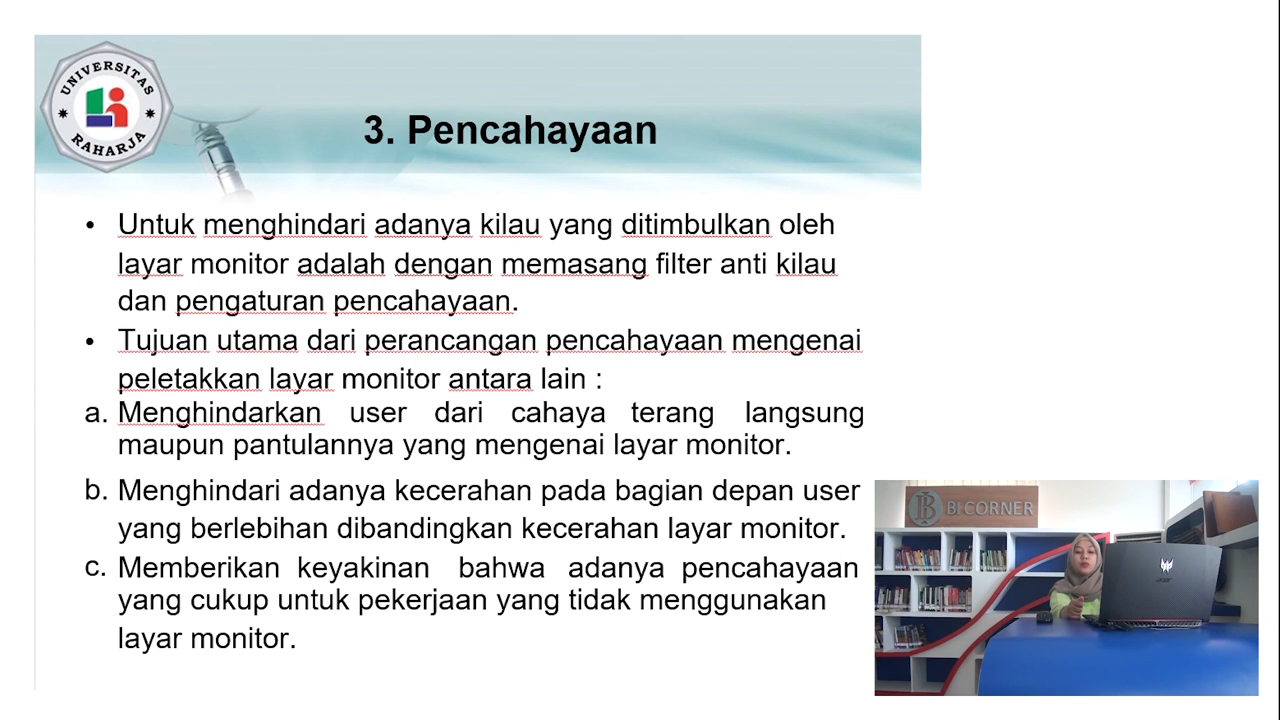 UNIVERSITAS
RAHARJA
3. Pencahayaan
• Untuk menghindari adanya kilau yang ditimbulkan oleh
layar monitor adalah dengan memasang filter anti kilau
dan pengaturan pencahayaan.
• Tujuan utama dari perancangan pencahayaan mengenai
peletakkan layar monitor antara lain :
a. Menghindarkan user dari cahaya terang langsung
maupun pantulannya yang mengenai layar monitor.
b. Menghindari adanya kecerahan pada bagian depan user
yang berlebihan dibandingkan kecerahan layar monitor.
c. Memberikan keyakinan bahwa adanya pencahayaan
yang cukup untuk pekerjaan yang tidak menggunakan
layar monitor.
BI CORNER
acer